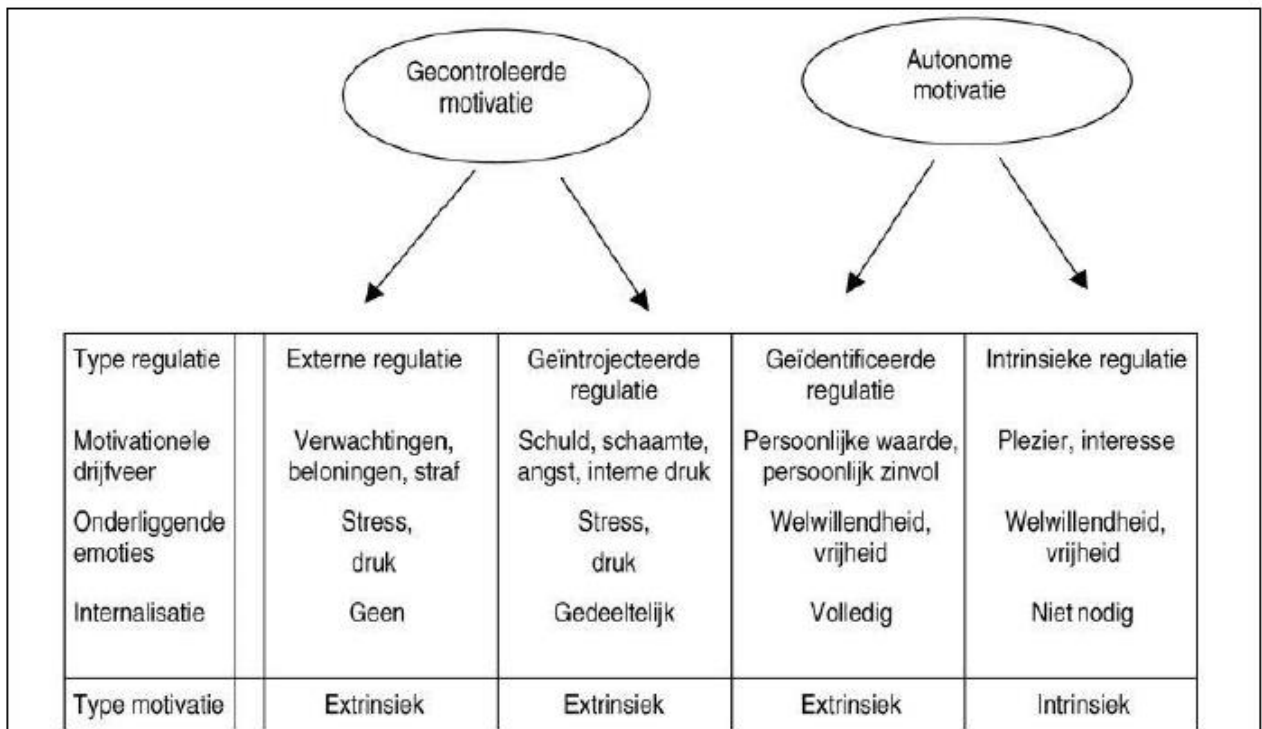 Gecontroleerde
motivatie
Autonome
motivatie
Type regulatie
Externe regulatie
Geïntrojecteerde
regulatie
Geïdentificeerde
regulatie
Intrinsieke regulatie
Motivationele
drijfveer
Verwachtingen,
beloningen, straf
Schuld, schaamte,
angst, interne druk
Persoonlijke waarde,
persoonlijk zinvol
Plezier, interesse
Onderliggende
emoties
Stress,
druk
Stress,
druk
Welwillendheid,
vrijheid
Welwillendheid,
vrijheid
Internalisatie
Geen
Gedeeltelijk
Volledig
Niet nodig
Type motivatie
Extrinsiek
Extrinsiek
Extrinsiek
Intrinsiek